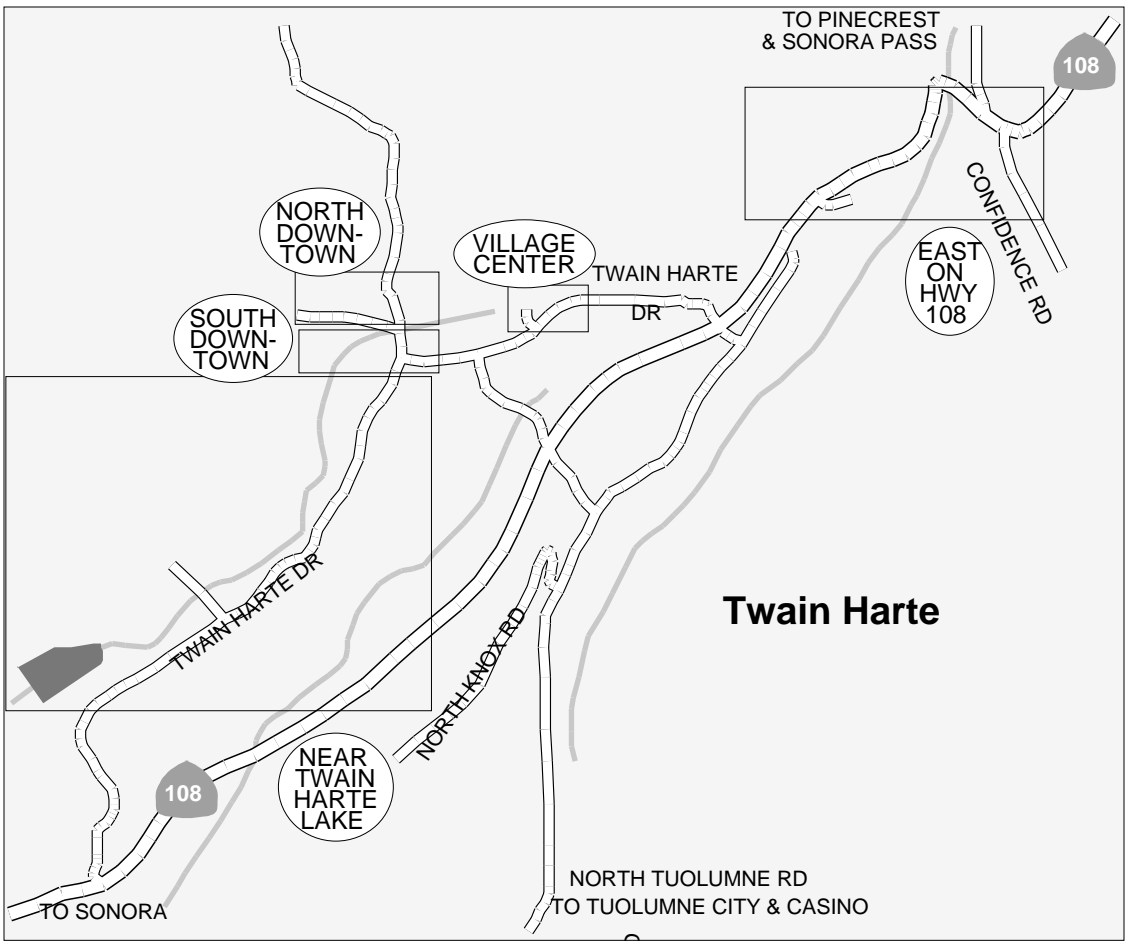 TO PINECREST
& SONORA PASS
108
CONFIDENCE RD
NORTH
DOWN-
TOWN
VILLAGE
CENTER
TWAIN HARTE
DR
EAST
ON
HWY
108
SOUTH
DOWN-
TOWN
TWAIN HARTE DR
NORTH KNOX RD
Twain Harte
NEAR
TWAIN
HARTE
LAKE
108
TO SONORA
NORTH TUOLUMNE RD
TO TUOLUMNE CITY & CASINO